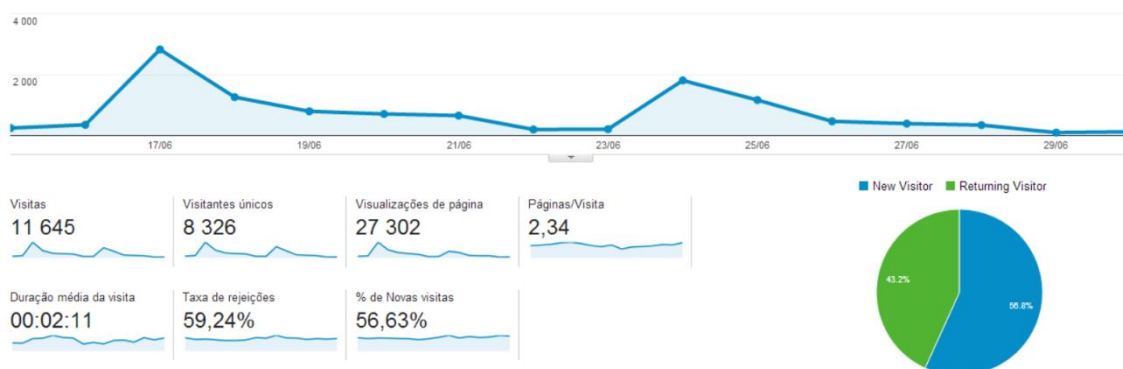 4 000
2 000
17/06 19/06 21/06 23/06 25/06 27/06 29/06
New Visitor Returning Visitor
Visitas Visitantes únicos Visualizações de página Páginas/Visita
11 645 8 326 27 302 2,34
43.2% 56.8%
Duração média da visita Taxa de rejeições % de Novas visitas
00:02:11 59,24% 56,63%